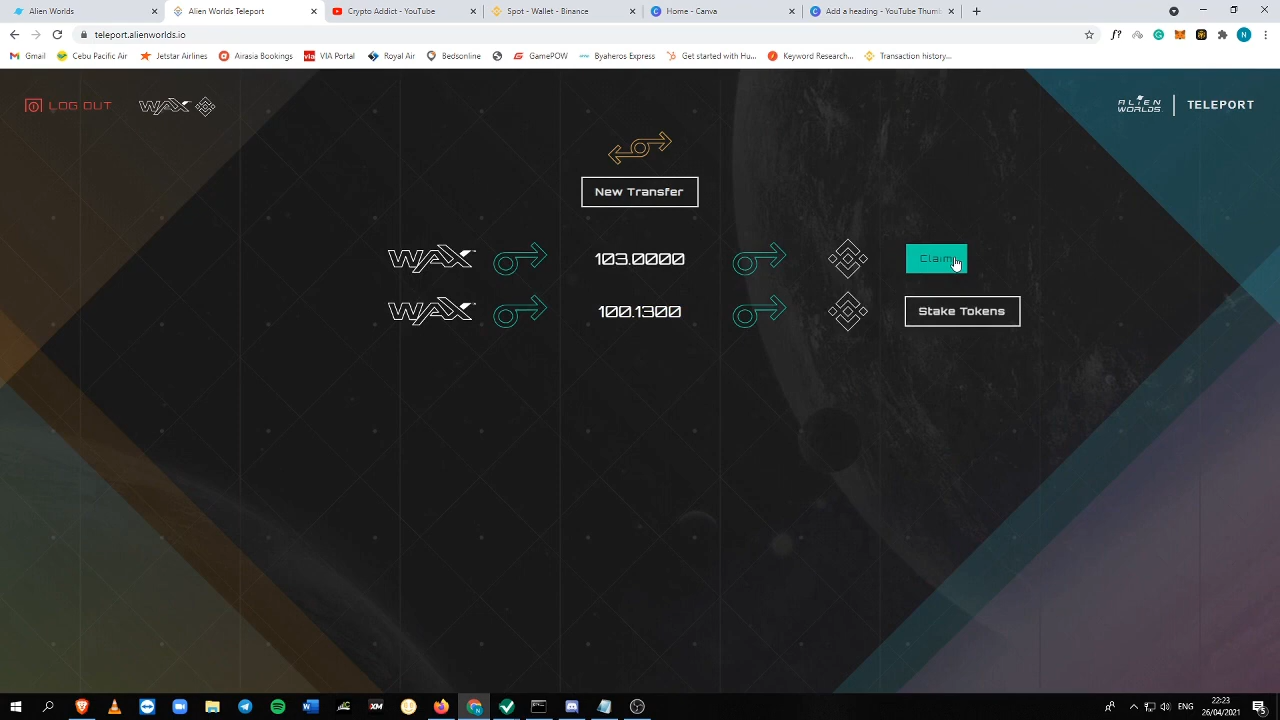 Alien Worlds
Alien Worlds Teleport
Crypto Addict - YouTube
Spot - Wallet - Binance
Home - Canva
Add a heading - YouTube Thumb
teleport.alienworlds.io
N
Gmail
Cebu Pacific Air
Jetstar Airlines
Airasia Bookings
VIA Portal
Royal Air
Bedsonline
GamePOW
Byaheros Express
Get started with Hu...
Keyword Research...
Transaction history...
LOG OUT
WAX
ALIEN WORLDS
TELEPORT
New Transfer
WAX
103.0000
Claim
WAX
100.1300
Stake Tokens
ENG
22:23
26/04/2021